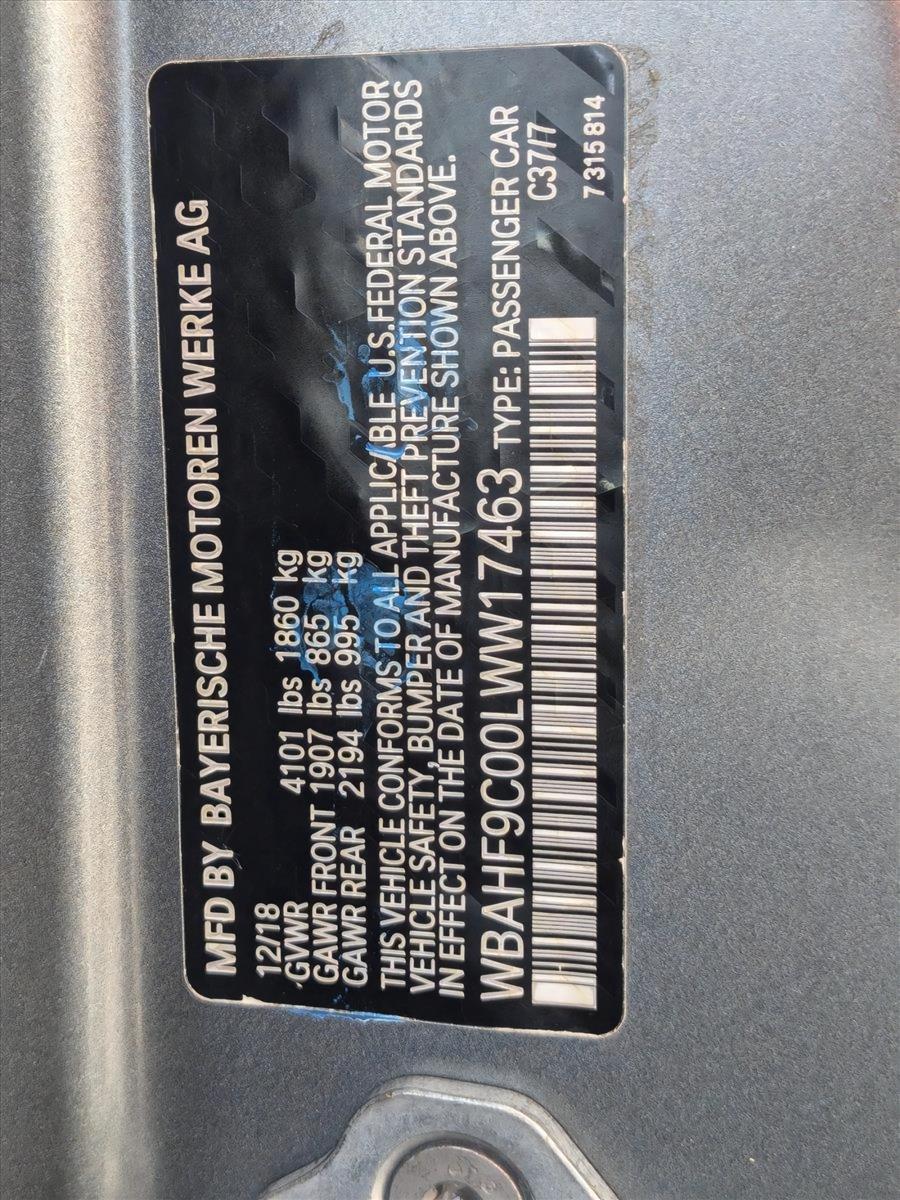 MFD BY BAYERISCHE MOTOREN WERKE AG
12/18
GVWR 4101 lbs 1860 kg
GAWR FRONT 1907 lbs 865 kg
GAWR REAR 2194 lbs 995 kg
THIS VEHICLE CONFORMS TO ALL APPLICABLE U.S.FEDERAL MOTOR
VEHICLE SAFETY, BUMPER AND THEFT PREVENTION STANDARDS
IN EFFECT ON THE DATE OF MANUFACTURE SHOWN ABOVE.
WBAHF9C00LWW17463 TYPE: PASSENGER CAR
C37/7
7 315 814